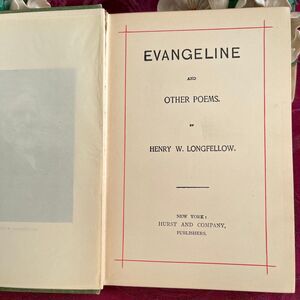 EVANGELINE
AND
OTHER POEMS.
BY
HENRY W. LONGFELLOW.
NEW YORK:
HURST AND COMPANY,
PUBLISHERS.